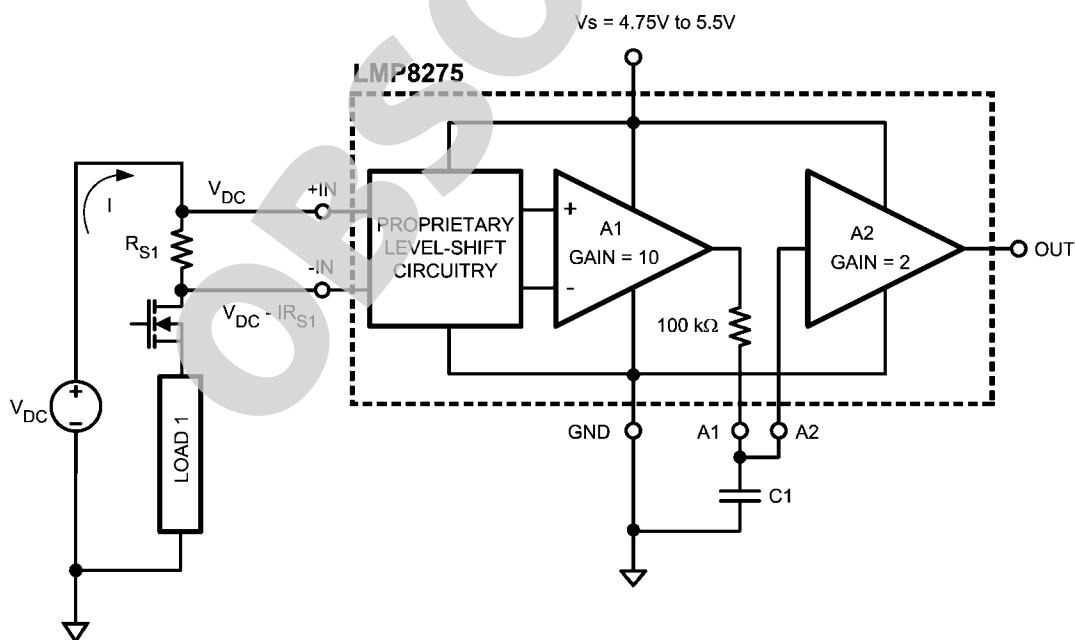 Vs = 4.75V to 5.5V
LMP8275
I
V_DC
+IN
R_S1
-IN
V_DC - IR_S1
PROPRIETARY
LEVEL-SHIFT
CIRCUITRY
+
-
A1
GAIN = 10
A2
GAIN = 2
OUT
100 kΩ
V_DC
+
−
LOAD 1
GND
A1
A2
C1
OBSO